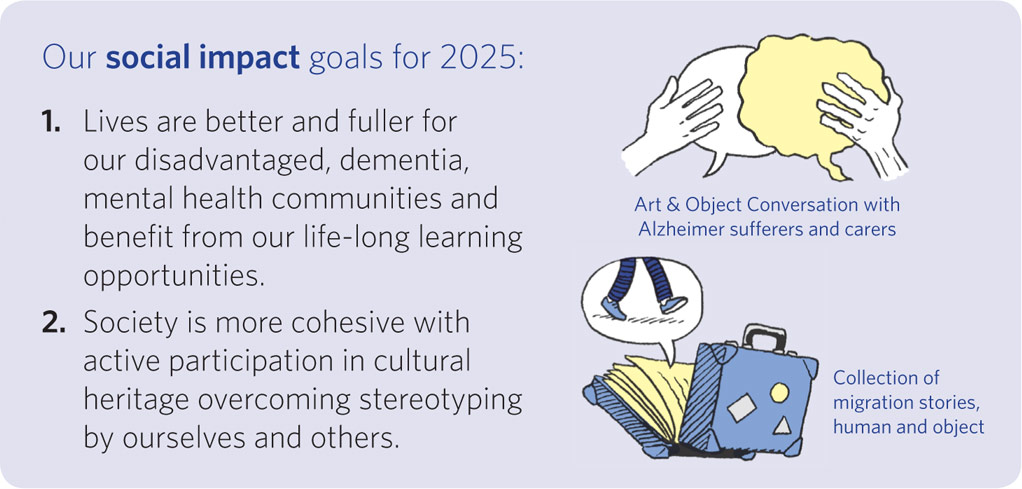 Our social impact goals for 2025:
1. Lives are better and fuller for
our disadvantaged, dementia,
mental health communities and
benefit from our life-long learning
opportunities.
2. Society is more cohesive with
active participation in cultural
heritage overcoming stereotyping
by ourselves and others.
Art & Object Conversation with
Alzheimer sufferers and carers
Collection of
migration stories,
human and object